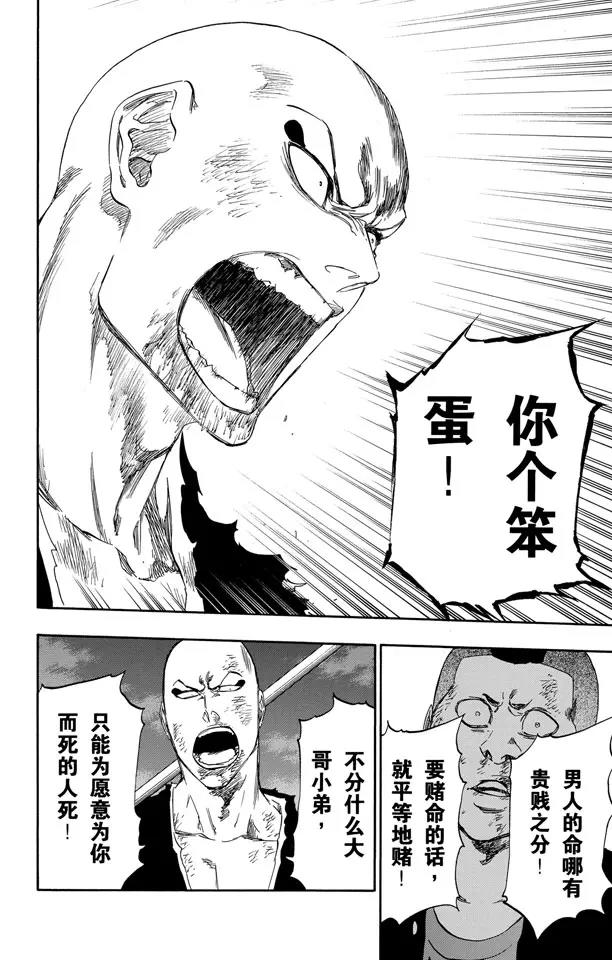 你个笨
蛋！
男人的命哪有
贵贱之分！
要赌命的话，
就平等地赌！
不分什么大
哥小弟，
只能为愿意为你
而死的人死！